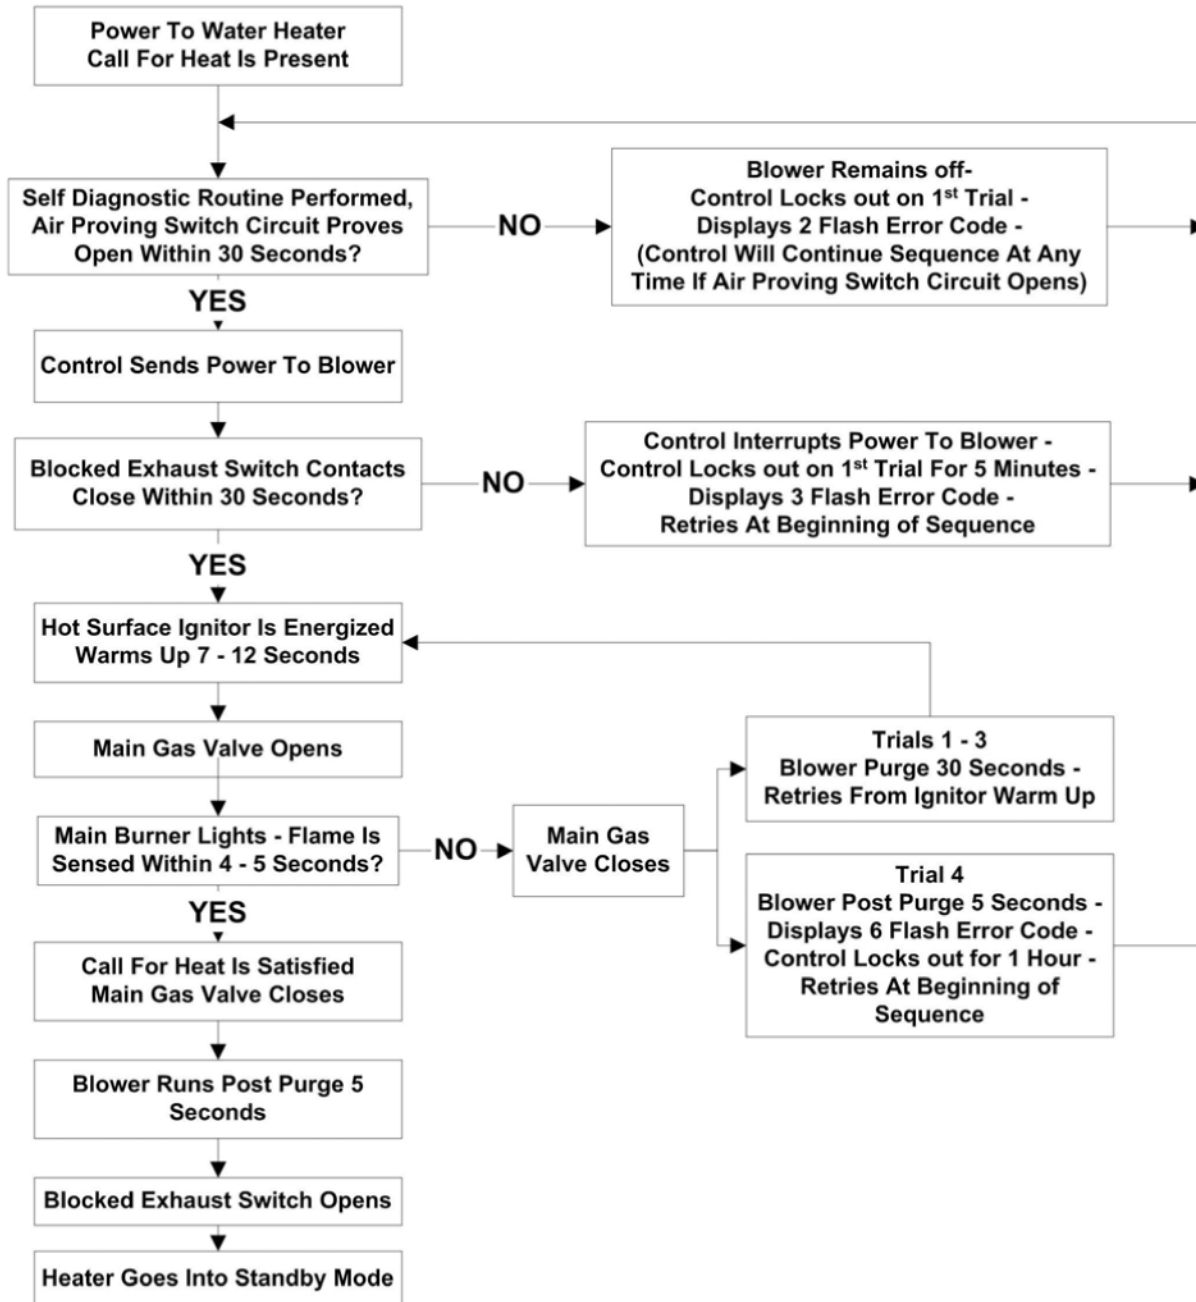 Power To Water Heater
Call For Heat Is Present
Self Diagnostic Routine Performed,
Air Proving Switch Circuit Proves
Open Within 30 Seconds?
NO
Blower Remains off-
Control Locks out on 1st Trial -
Displays 2 Flash Error Code -
(Control Will Continue Sequence At Any
Time If Air Proving Switch Circuit Opens)
YES
Control Sends Power To Blower
Blocked Exhaust Switch Contacts
Close Within 30 Seconds?
NO
Control Interrupts Power To Blower -
Control Locks out on 1st Trial For 5 Minutes -
Displays 3 Flash Error Code -
Retries At Beginning of Sequence
YES
Hot Surface Ignitor Is Energized
Warms Up 7 - 12 Seconds
Main Gas Valve Opens
Main Burner Lights - Flame Is
Sensed Within 4 - 5 Seconds?
NO
Main Gas
Valve Closes
Trials 1 - 3
Blower Purge 30 Seconds -
Retries From Ignitor Warm Up
Trial 4
Blower Post Purge 5 Seconds -
Displays 6 Flash Error Code -
Control Locks out for 1 Hour -
Retries At Beginning of
Sequence
YES
Call For Heat Is Satisfied
Main Gas Valve Closes
Blower Runs Post Purge 5
Seconds
Blocked Exhaust Switch Opens
Heater Goes Into Standby Mode